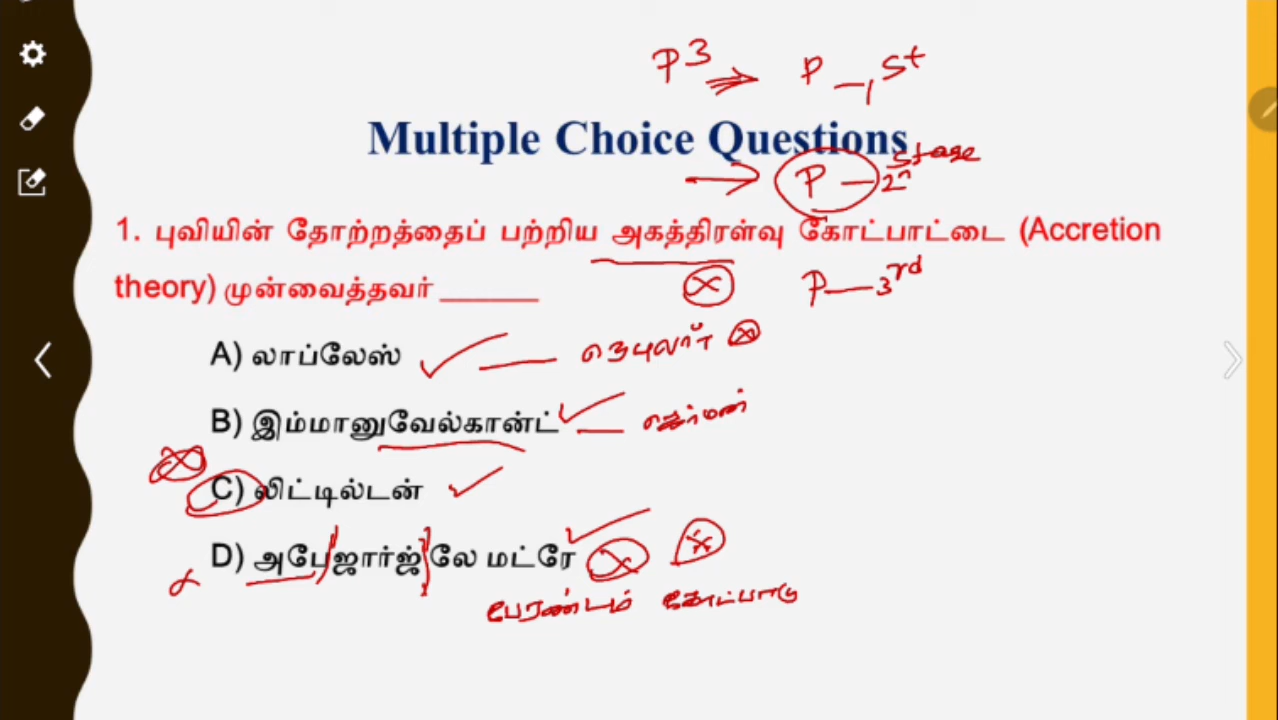 P3 P — 1st
Multiple Choice Questions
P — 2n stage
1. புவியின் தோற்றத்தைப் பற்றிய அகத்திரள்வு கோட்பாட்டை (Accretion
theory) முன்வைத்தவர் ______
P — 3rd
A) லாப்லேஸ் — நெபுலார்
B) இம்மானுவேல்கான்ட் — ஜெர்மன்
C) லிட்டில்டன்
D) அபேஜார்ஜ் லே மட்ரே
பேரண்டம் கோட்பாடு